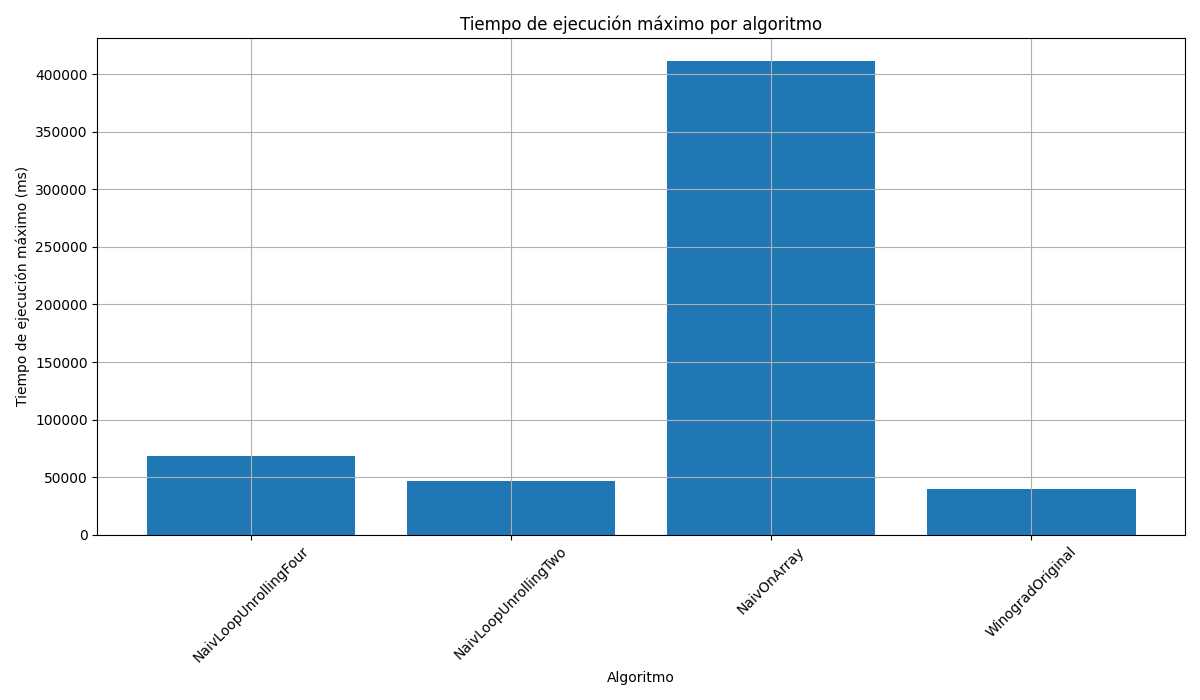 Tiempo de ejecución máximo por algoritmo
Tiempo de ejecución máximo (ms)
400000
350000
300000
250000
200000
150000
100000
50000
0
NaivLoopUnrollingFour
NaivLoopUnrollingTwo
NaivOnArray
WinogradOriginal
Algoritmo